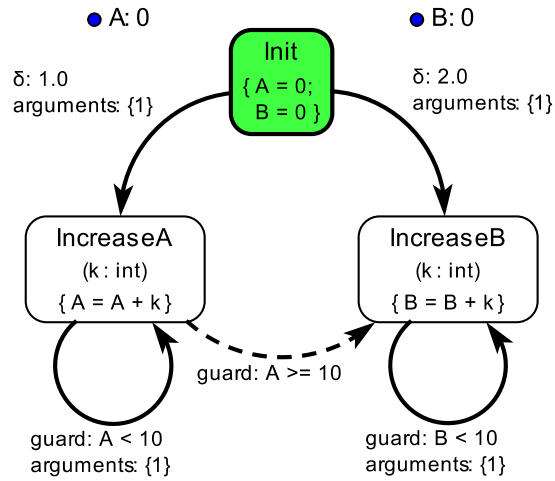 A: 0
B: 0
Init
{ A = 0;
B = 0 }
δ: 1.0
arguments: {1}
δ: 2.0
arguments: {1}
IncreaseA
(k : int)
{ A = A + k }
IncreaseB
(k : int)
{ B = B + k }
guard: A >= 10
guard: A < 10
arguments: {1}
guard: B < 10
arguments: {1}